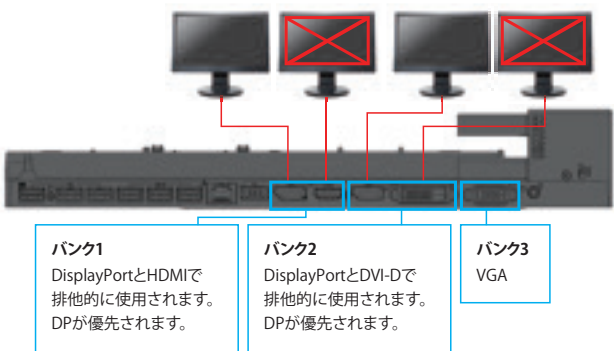 バンク1
DisplayPortとHDMIで
排他的に使用されます。
DPが優先されます。
バンク2
DisplayPortとDVI-Dで
排他的に使用されます。
DPが優先されます。
バンク3
VGA